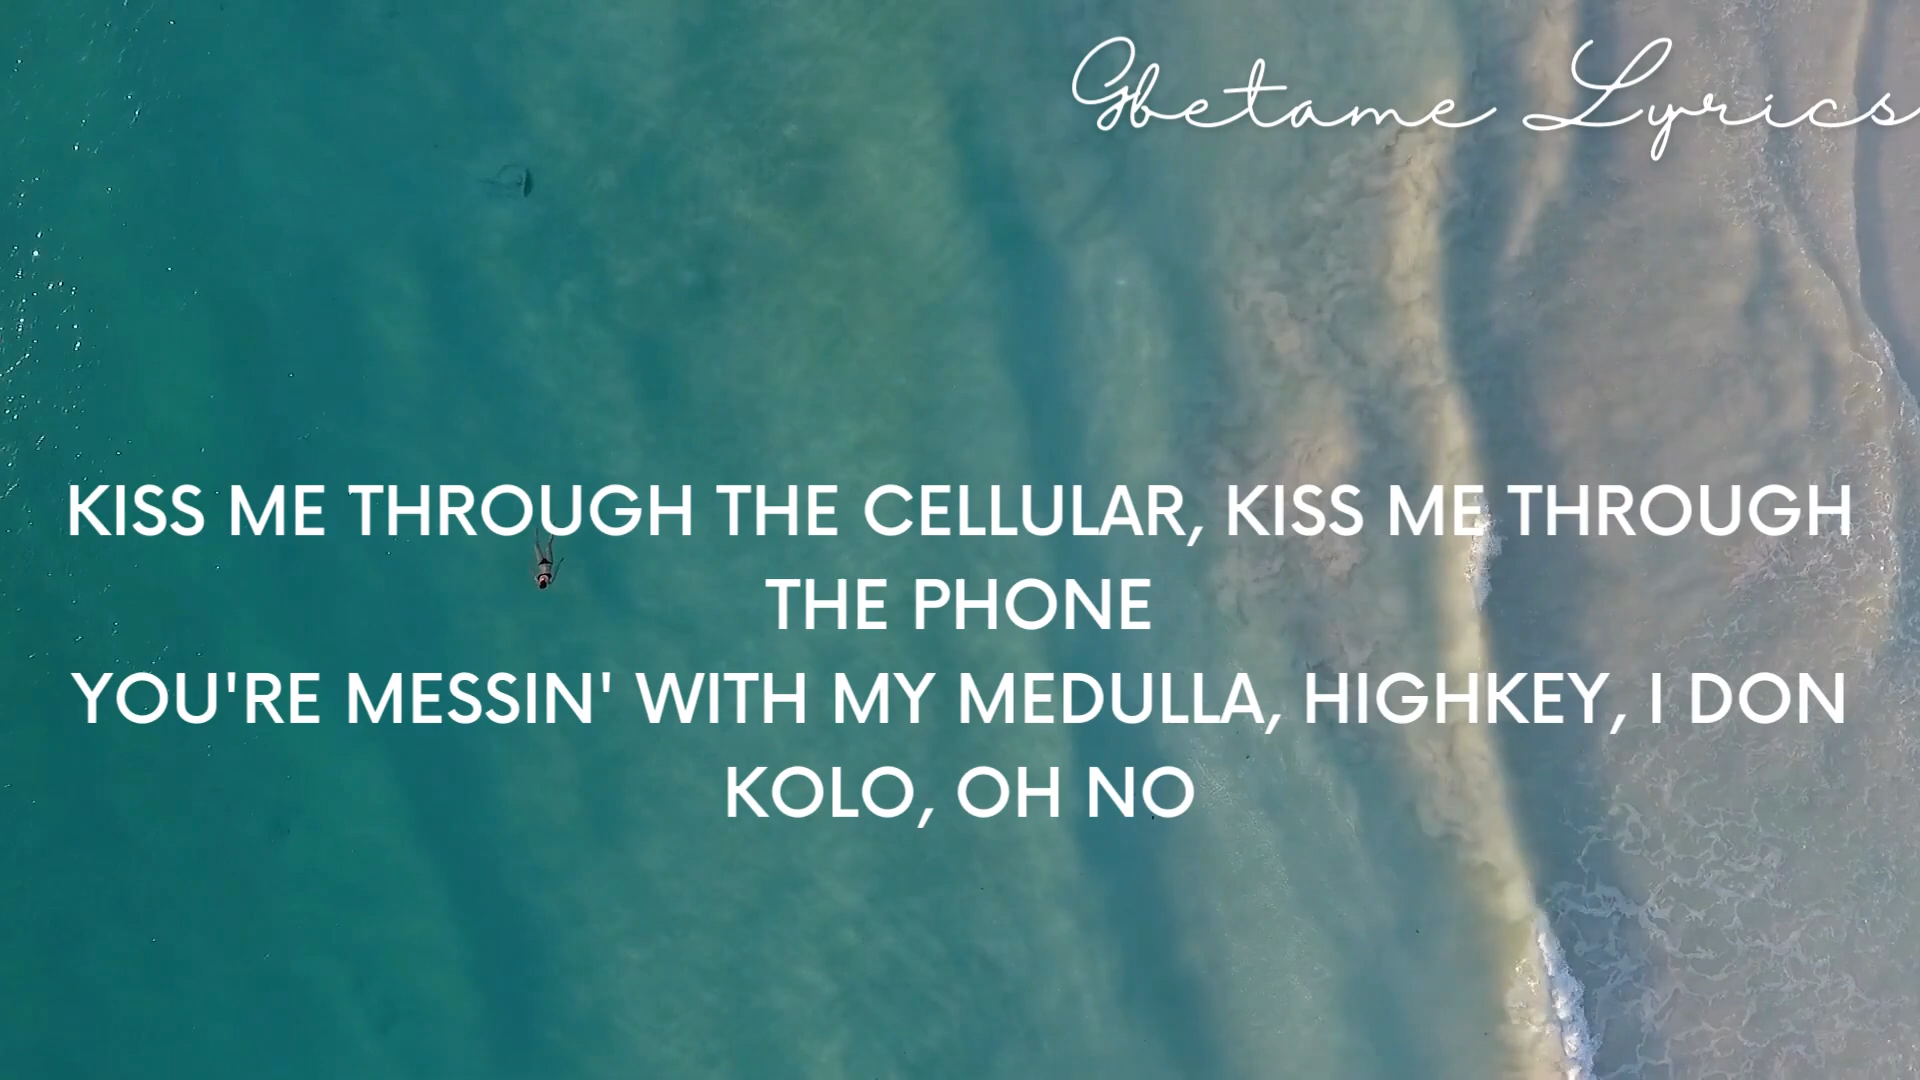 Gbetame Lyrics
KISS ME THROUGH THE CELLULAR, KISS ME THROUGH
THE PHONE
YOU'RE MESSIN' WITH MY MEDULLA, HIGHKEY, I DON
KOLO, OH NO